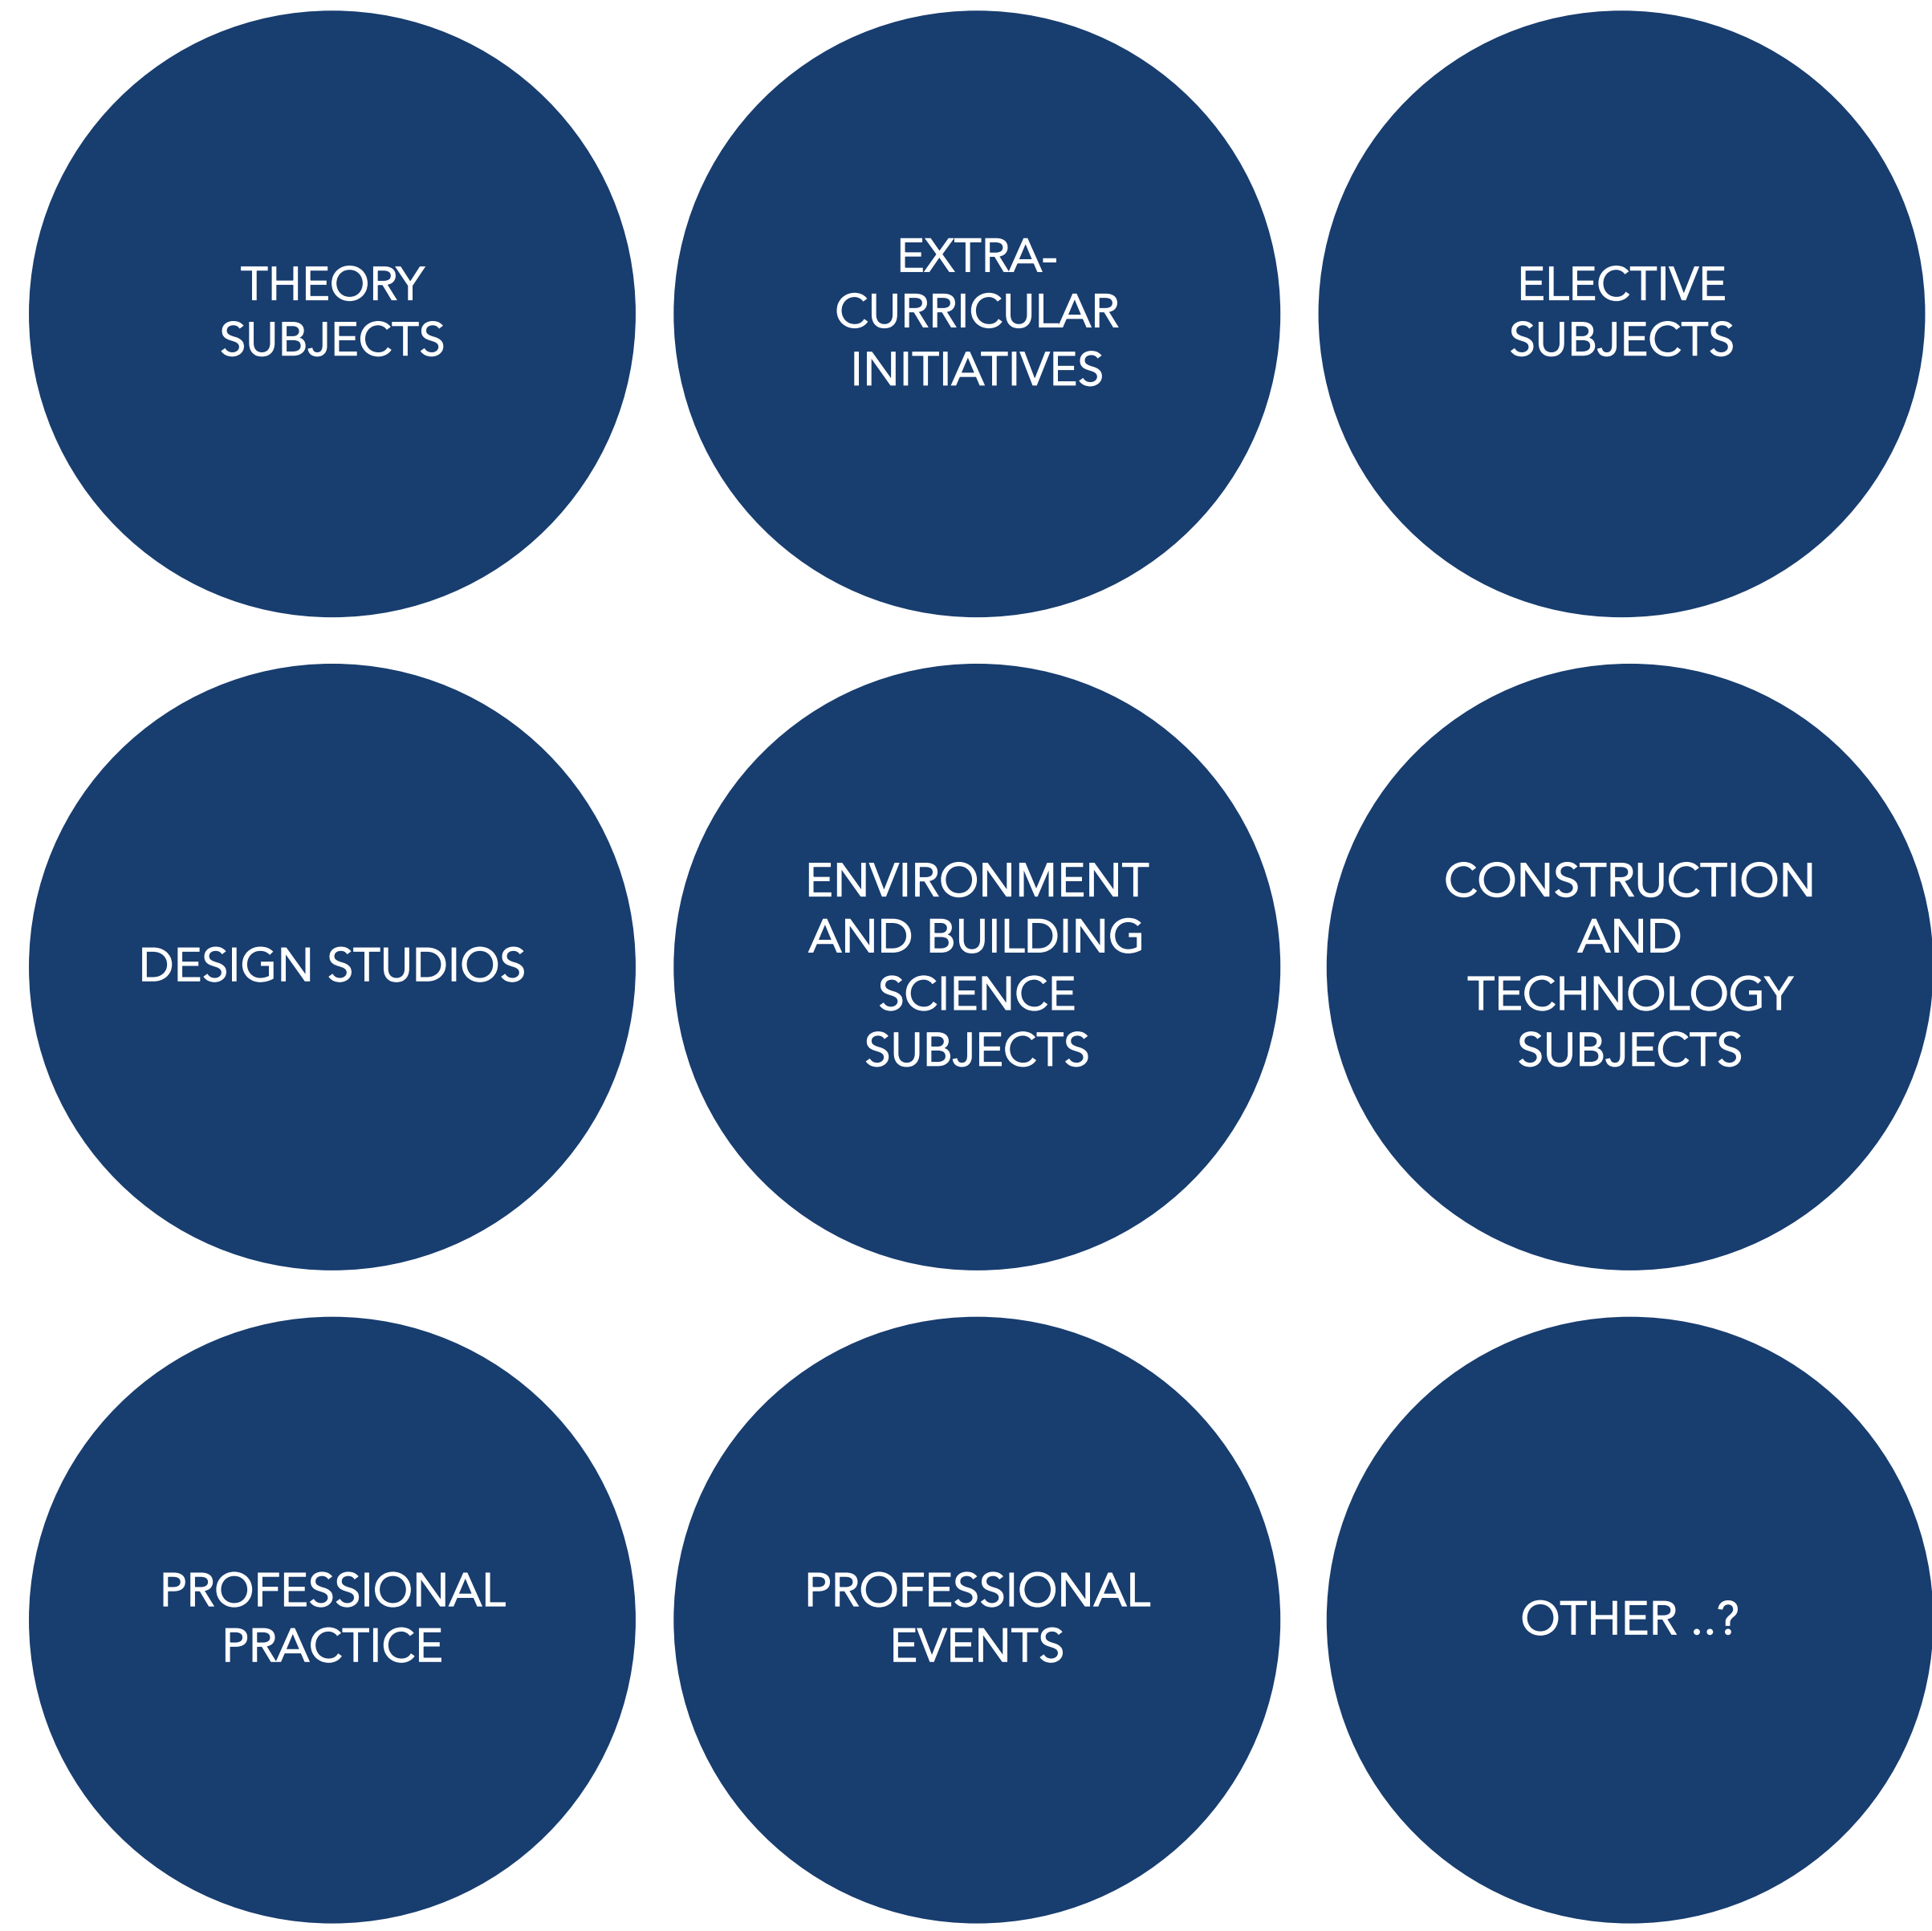 THEORY
SUBJECTS
EXTRA-
CURRICULAR
INITIATIVES
ELECTIVE
SUBJECTS
DESIGN STUDIOS
ENVIRONMENT
AND BUILDING
SCIENCE
SUBJECTS
CONSTRUCTION
AND
TECHNOLOGY
SUBJECTS
PROFESSIONAL
PRACTICE
PROFESSIONAL
EVENTS
OTHER..?